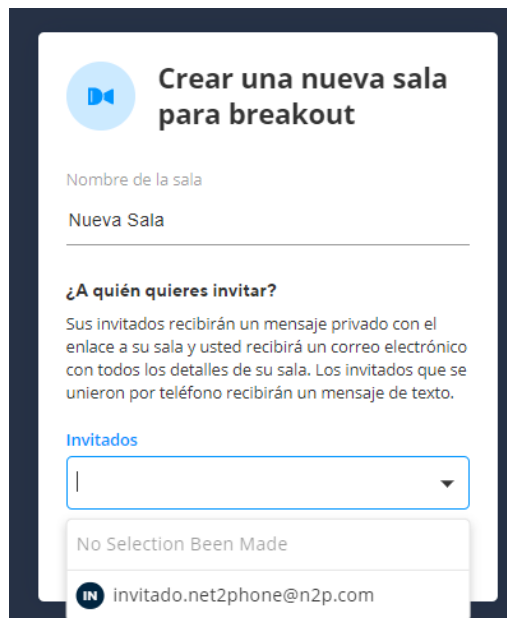 Crear una nueva sala
para breakout
Nombre de la sala
Nueva Sala
¿A quién quieres invitar?
Sus invitados recibirán un mensaje privado con el
enlace a su sala y usted recibirá un correo electrónico
con todos los detalles de su sala. Los invitados que se
unieron por teléfono recibirán un mensaje de texto.
Invitados
No Selection Been Made
IN invitado.net2phone@n2p.com